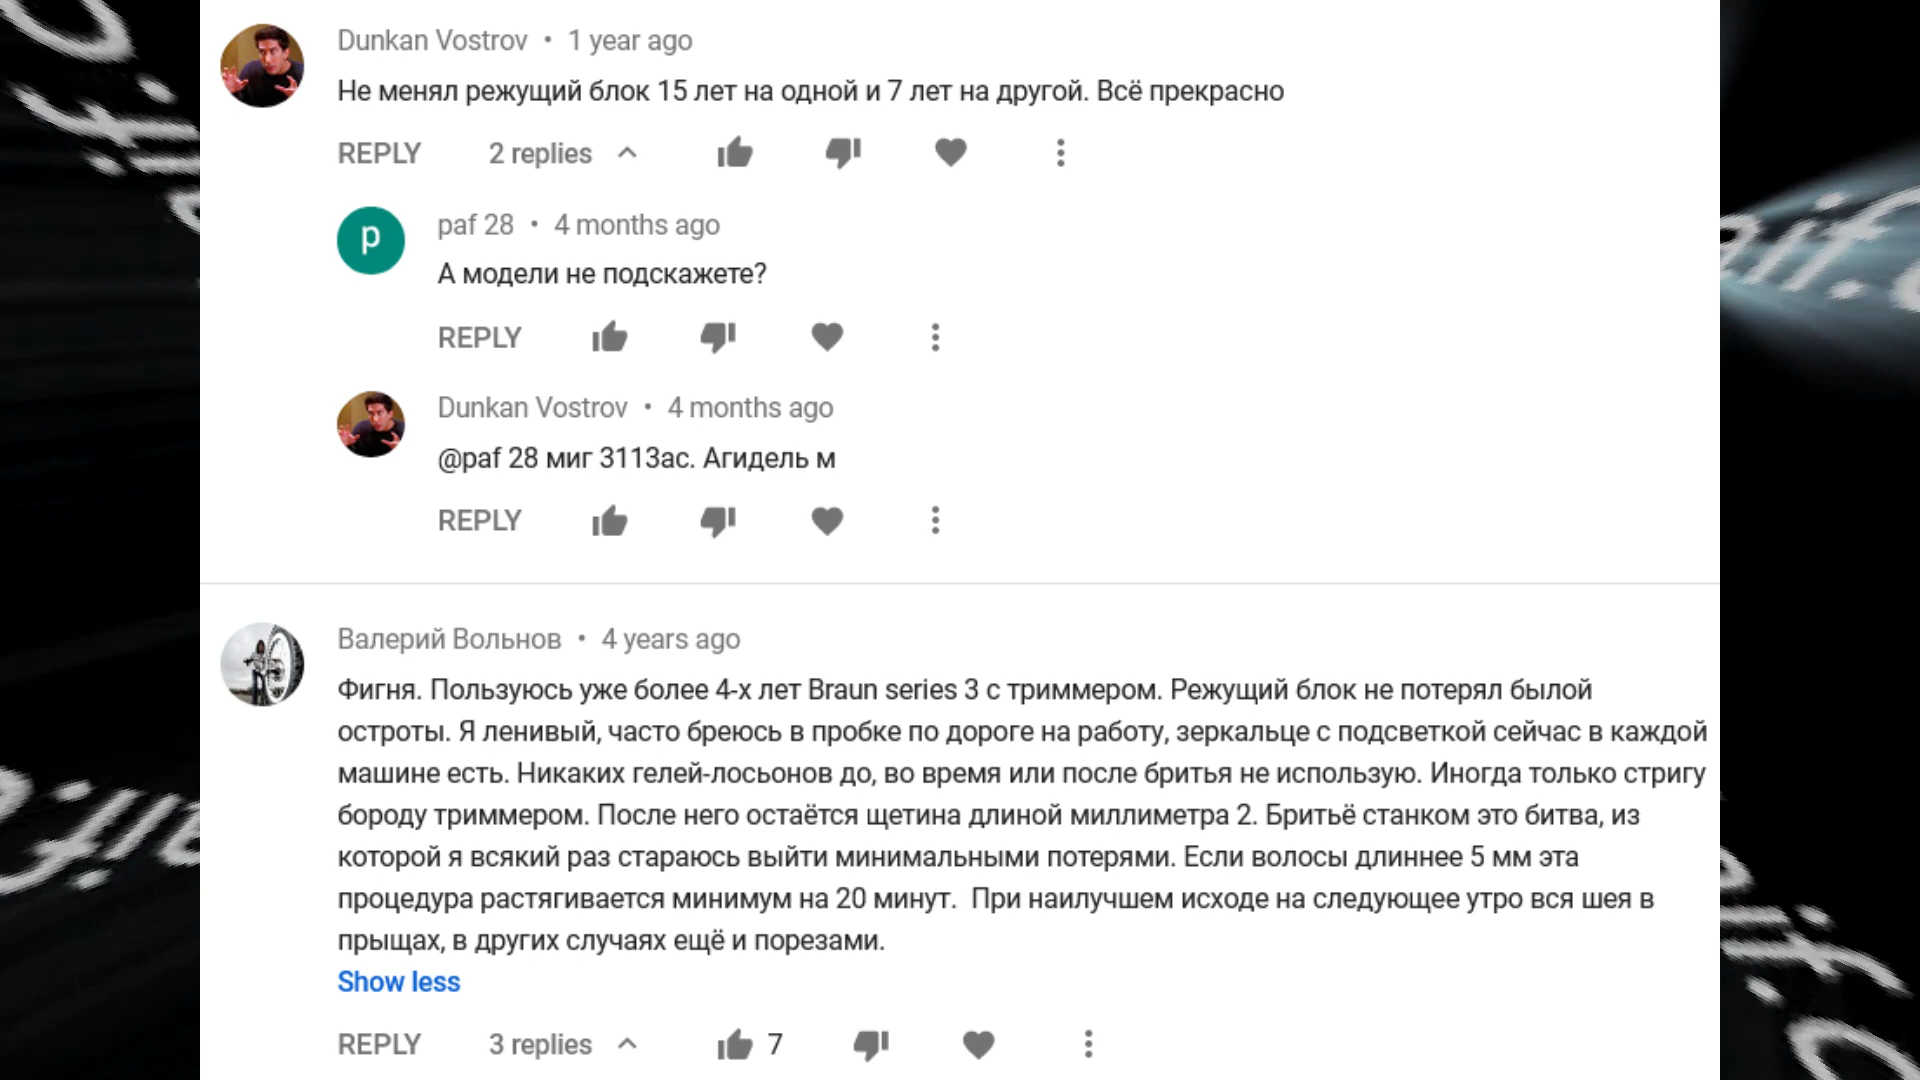 Dunkan Vostrov • 1 year ago
Не менял режущий блок 15 лет на одной и 7 лет на другой. Всё прекрасно
REPLY 2 replies
p
paf 28 • 4 months ago
А модели не подскажете?
REPLY
Dunkan Vostrov • 4 months ago
@paf 28 миг 3113ас. Агидель м
REPLY
Валерий Вольнов • 4 years ago
Фигня. Пользуюсь уже более 4-х лет Braun series 3 с триммером. Режущий блок не потерял былой
остроты. Я ленивый, часто бреюсь в пробке по дороге на работу, зеркальце с подсветкой сейчас в каждой
машине есть. Никаких гелей-лосьонов до, во время или после бритья не использую. Иногда только стригу
бороду триммером. После него остаётся щетина длиной миллиметра 2. Бритьё станком это битва, из
которой я всякий раз стараюсь выйти минимальными потерями. Если волосы длиннее 5 мм эта
процедура растягивается минимум на 20 минут.  При наилучшем исходе на следующее утро вся шея в
прыщах, в других случаях ещё и порезами.
Show less
REPLY 3 replies 7